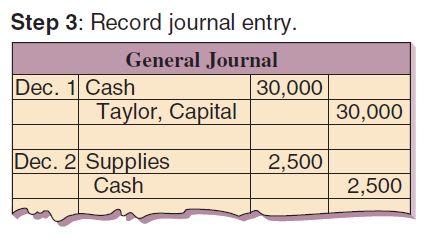 Step 3: Record journal entry.
General Journal
Dec. 1 Cash 30,000
Taylor, Capital 30,000
Dec. 2 Supplies 2,500
Cash 2,500